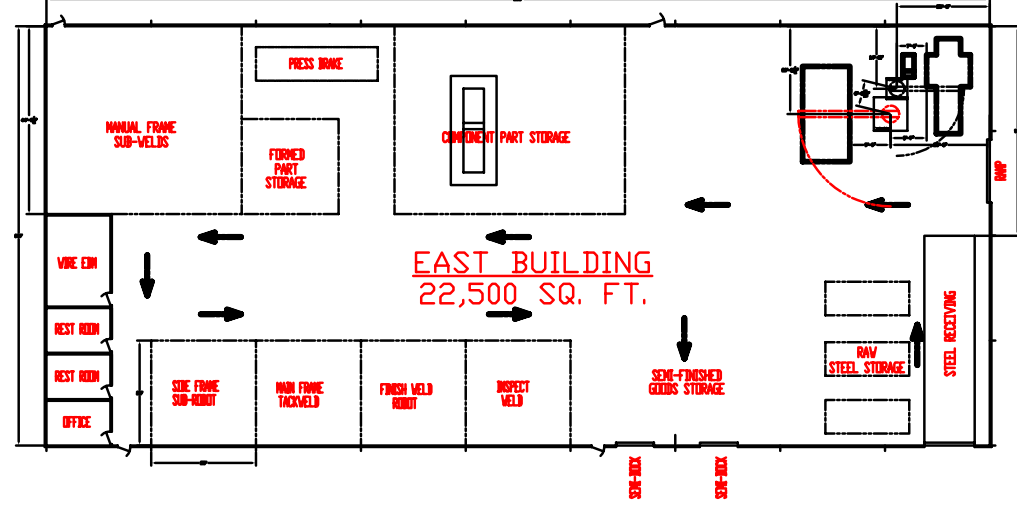 PRESS BRAKE
MANUAL FRAME
SUB-WELDS
COMPONENT PART STORAGE
FORMED
PART
STORAGE
RAMP
WIRE EDM
EAST BUILDING
22,500 SQ. FT.
REST ROOM
REST ROOM
OFFICE
SIDE FRAME
SUB-ROBOT
MAIN FRAME
TACKWELD
FINISH WELD
ROBOT
INSPECT
WELD
SEMI-FINISHED
GOODS STORAGE
RAW
STEEL STORAGE
STEEL RECEIVING
SEMI-DOCK
SEMI-DOCK